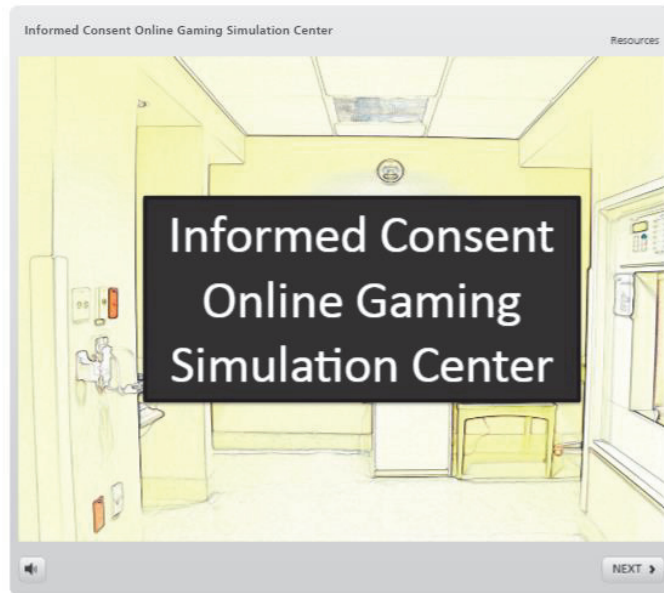 Informed Consent Online Gaming Simulation Center
Resources
Informed Consent
Online Gaming
Simulation Center
NEXT